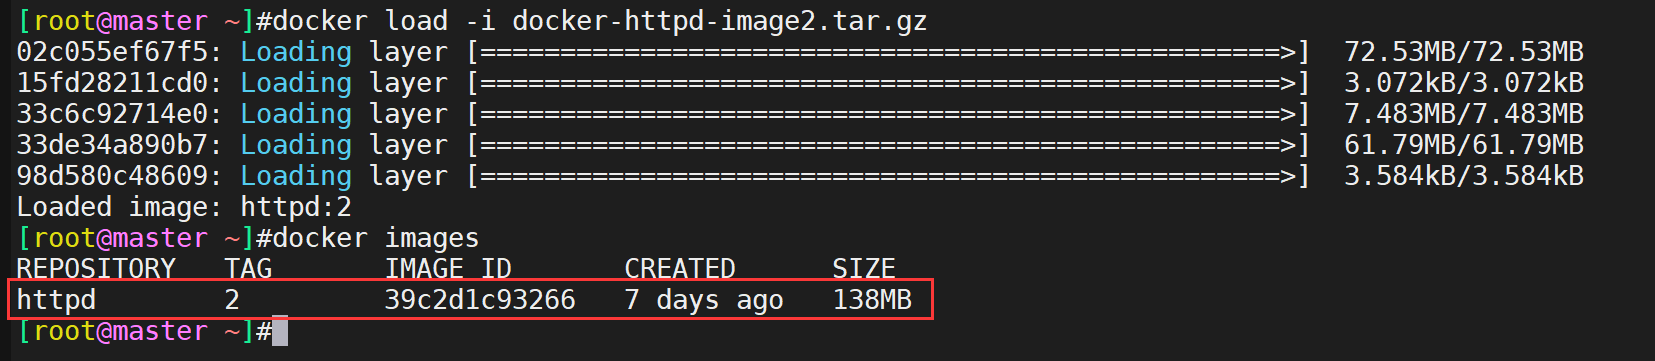 [root@master ~]#docker load -i docker-httpd-image2.tar.gz
02c055ef67f5: Loading layer [==================================================>]  72.53MB/72.53MB
15fd28211cd0: Loading layer [==================================================>]  3.072kB/3.072kB
33c6c92714e0: Loading layer [==================================================>]  7.483MB/7.483MB
33de34a890b7: Loading layer [==================================================>]  61.79MB/61.79MB
98d580c48609: Loading layer [==================================================>]  3.584kB/3.584kB
Loaded image: httpd:2
[root@master ~]#docker images
REPOSITORY   TAG       IMAGE ID       CREATED      SIZE
httpd        2         39c2d1c93266   7 days ago   138MB
[root@master ~]#